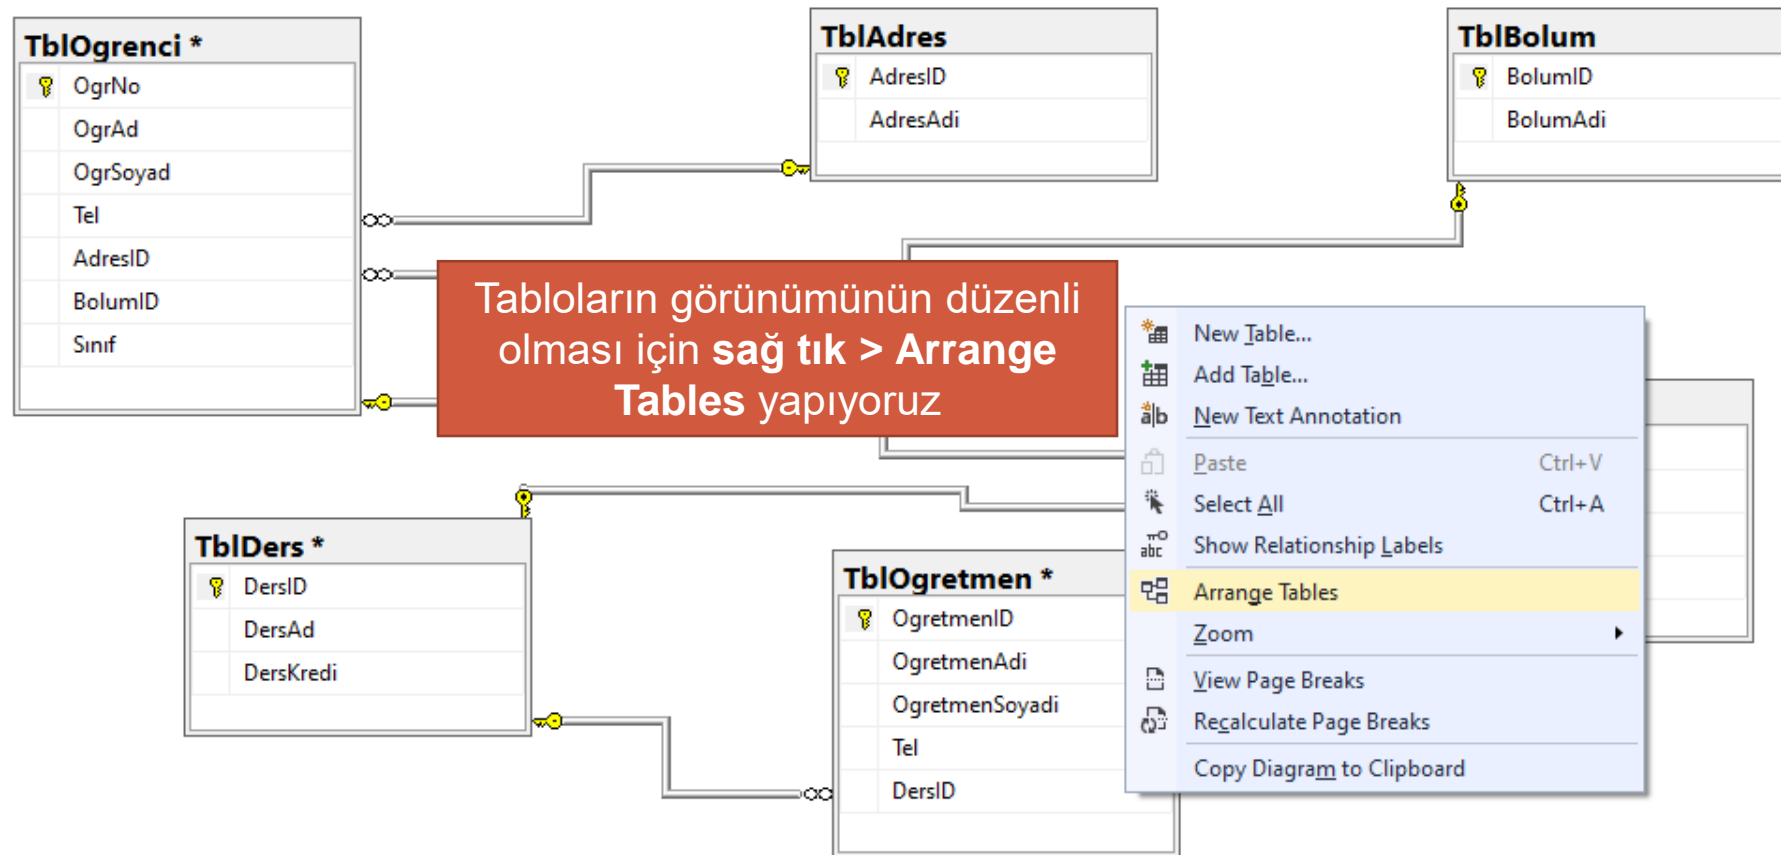 TblOgrenci *
OgrNo
OgrAd
OgrSoyad
Tel
AdresID
BolumID
Sınıf
TblAdres
AdresID
AdresAdi
TblBolum
BolumID
BolumAdi
Tabloların görünümünün düzenli
olması için sağ tık > Arrange
Tables yapıyoruz
TblDers *
DersID
DersAd
DersKredi
TblOgretmen *
OgretmenID
OgretmenAdi
OgretmenSoyadi
Tel
DersID
New Table...
Add Table...
New Text Annotation
Paste Ctrl+V
Select All Ctrl+A
Show Relationship Labels
Arrange Tables
Zoom
View Page Breaks
Recalculate Page Breaks
Copy Diagram to Clipboard